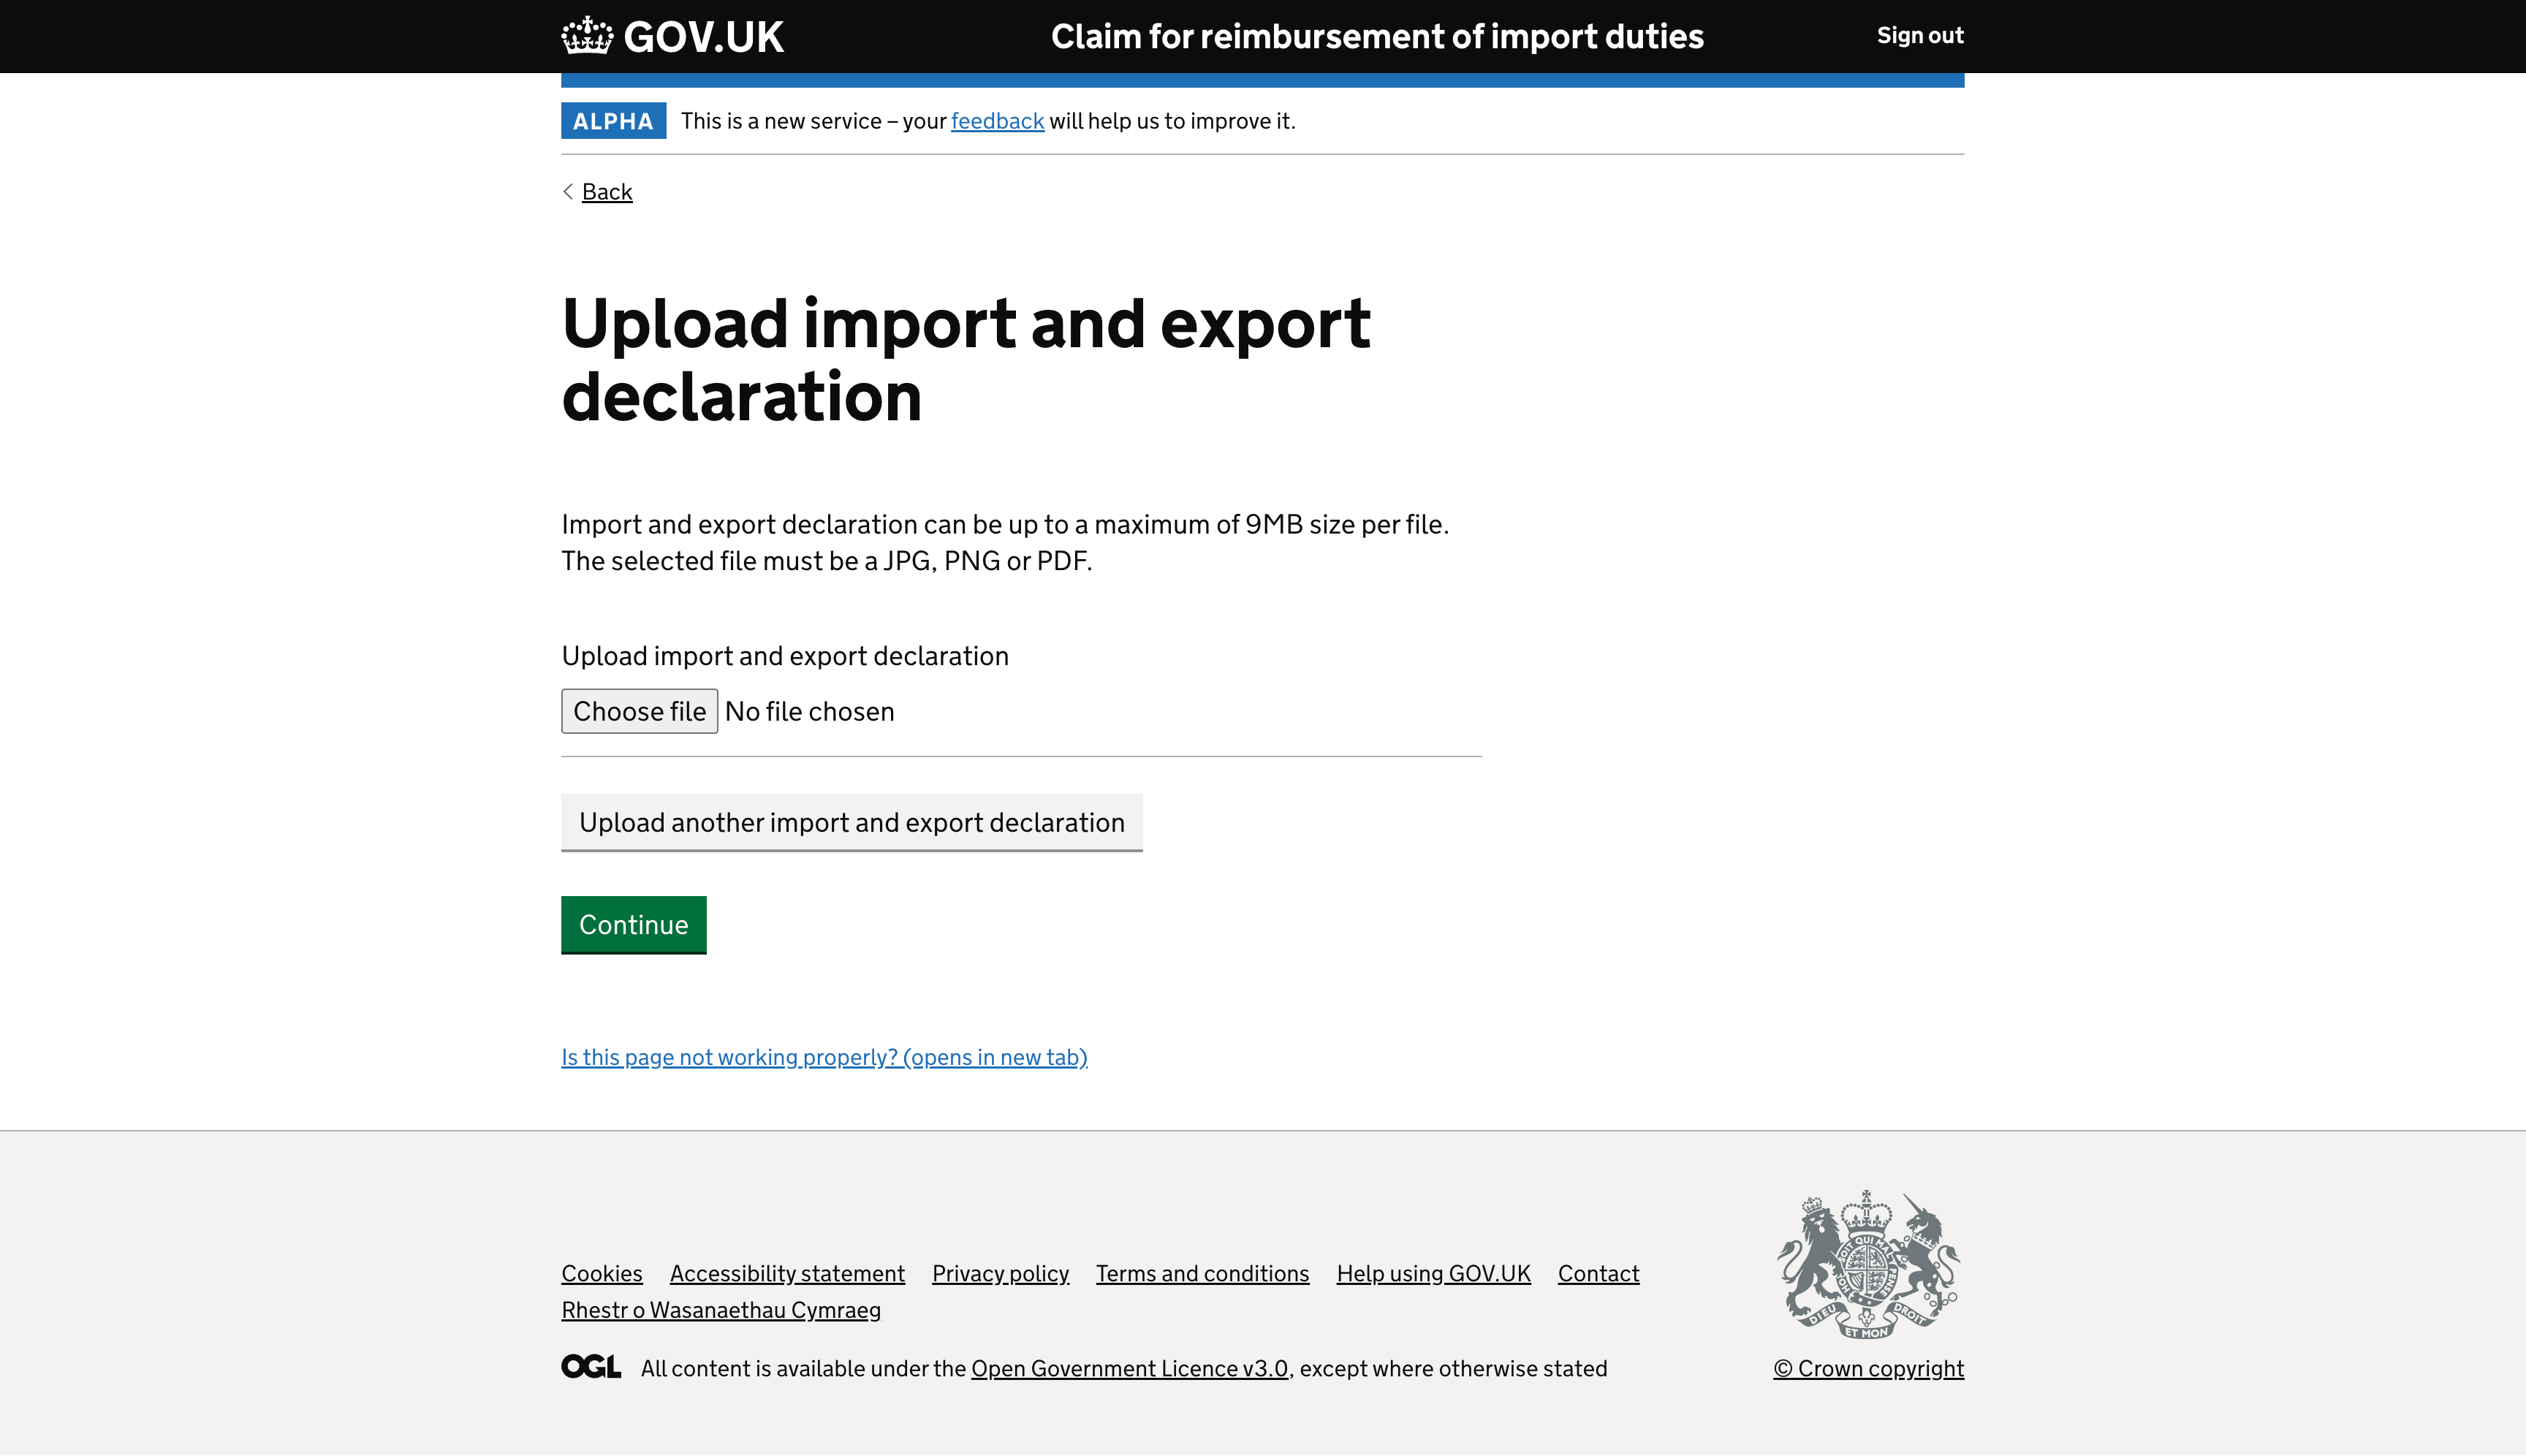 GOV.UK
Claim for reimbursement of import duties
Sign out
ALPHA
This is a new service – your feedback will help us to improve it.
Back
Upload import and export
declaration
Import and export declaration can be up to a maximum of 9MB size per file.
The selected file must be a JPG, PNG or PDF.
Upload import and export declaration
Choose file No file chosen
Upload another import and export declaration
Continue
Is this page not working properly? (opens in new tab)
Cookies Accessibility statement Privacy policy Terms and conditions Help using GOV.UK Contact
Rhestr o Wasanaethau Cymraeg
DIEU ET MON DROIT
OGL All content is available under the Open Government Licence v3.0, except where otherwise stated
© Crown copyright